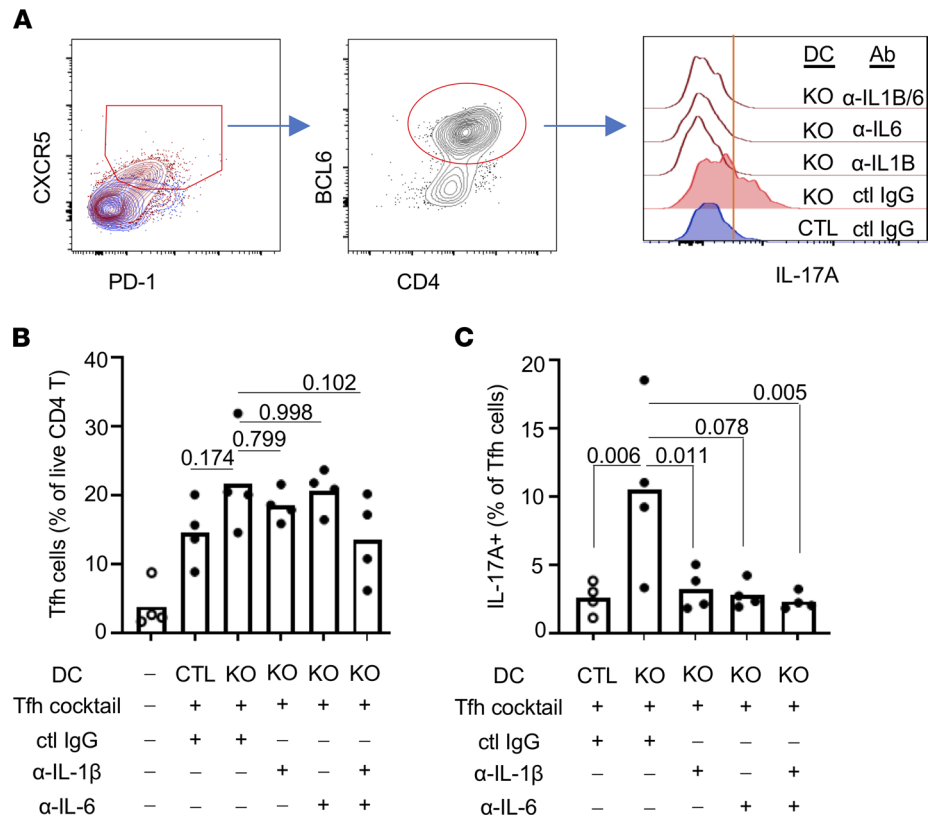 A
CXCR5
PD-1
BCL6
CD4
DC Ab
KO α-IL1B/6
KO α-IL6
KO α-IL1B
KO ctl IgG
CTL ctl IgG
IL-17A
B
Tfh cells (% of live CD4 T)
40
30
20
10
0
0.102
0.998
0.799
0.174
DC – CTL KO KO KO KO
Tfh cocktail – + + + + +
ctl IgG – + + – – –
α-IL-1β – – – + – +
α-IL-6 – – – – + +
C
IL-17A+ (% of Tfh cells)
20
15
10
5
0
0.005
0.078
0.006 0.011
DC CTL KO KO KO KO
Tfh cocktail + + + + +
ctl IgG + + – – –
α-IL-1β – – + – +
α-IL-6 – – – + +